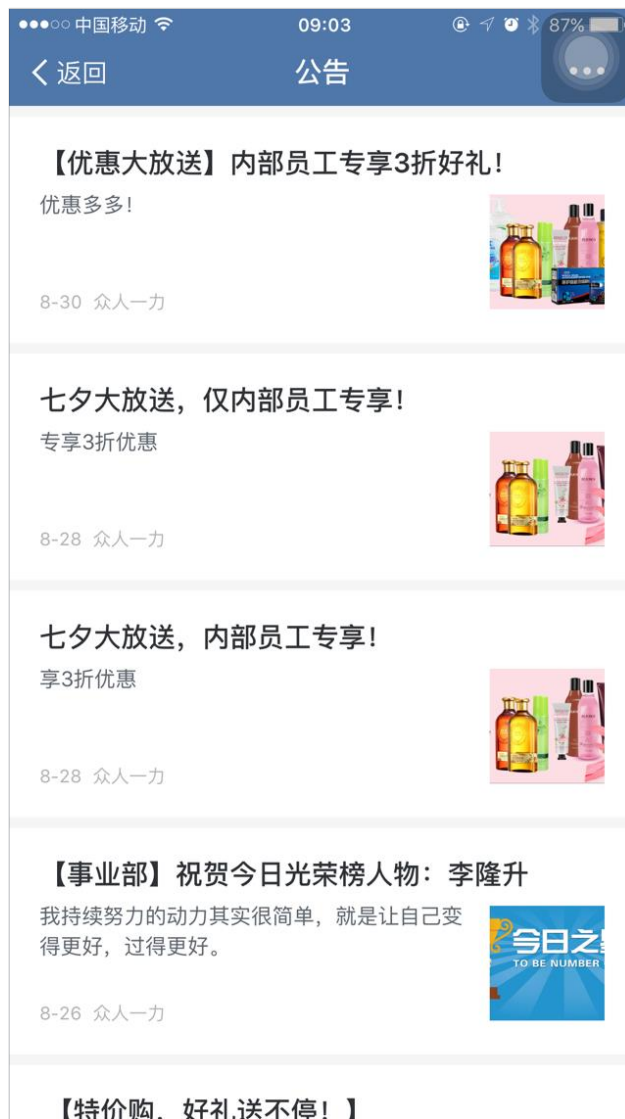 中国移动 09:03 87%
返回 公告
【优惠大放送】内部员工专享3折好礼！
优惠多多！
8-30 众人一力
七夕大放送，仅内部员工专享！
专享3折优惠
8-28 众人一力
七夕大放送，内部员工专享！
享3折优惠
8-28 众人一力
【事业部】祝贺今日光荣榜人物：李隆升
我持续努力的动力其实很简单，就是让自己变
得更好，过得更好。
今日之
TO BE NUMBER
8-26 众人一力
【特价购，好礼送不停！】